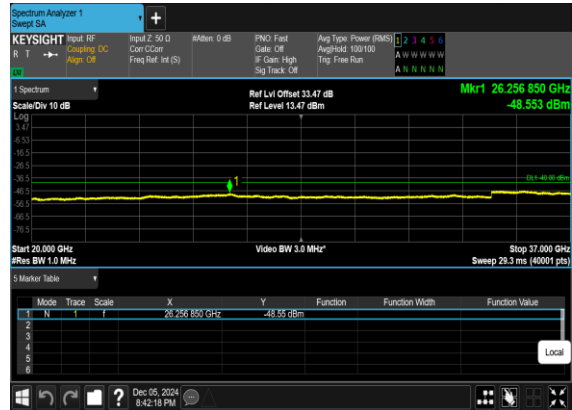 Spectrum Analyzer 1
Swept SA
+
KEYSIGHT Input: RF Input Z: 50 Ω #Atten: 0 dB PNO: Fast Avg Type: Power (RMS) 1 2 3 4 5 6
R T Coupling: DC Corr CCorr Gate: Off Avg|Hold: 100/100 A W W W W W
Align: Off Freq Ref: Int (S) IF Gain: High Trig: Free Run
Sig Track: Off A N N N N N
1 Spectrum Ref Lvl Offset 33.47 dB Mkr1 26.256 850 GHz
Scale/Div 10 dB Ref Level 13.47 dBm -48.553 dBm
Log
3.47
-6.53
-16.5
-26.5
-36.5
-46.5
-56.5
-66.5
-76.5
1
DL1 -40.00 dBm
Start 20.000 GHz Video BW 3.0 MHz* Stop 37.000 GHz
#Res BW 1.0 MHz Sweep 29.3 ms (40001 pts)
5 Marker Table
Mode Trace Scale X Y Function Function Width Function Value
1 N 1 f 26.256 850 GHz -48.55 dBm
2
3
4
5
6
Local
? Dec 05, 2024
8:42:18 PM